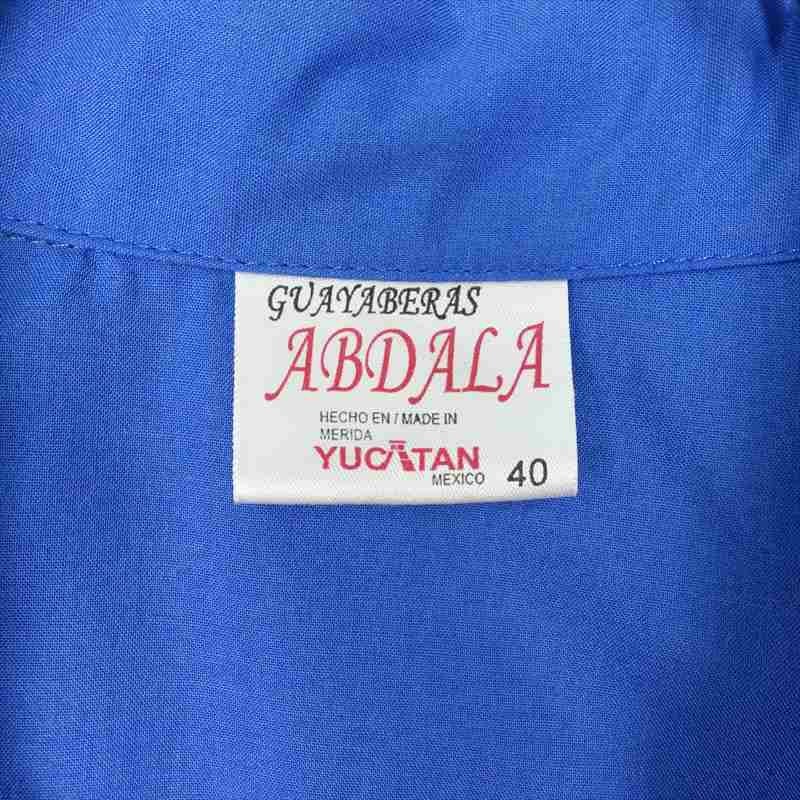 GUAYABERAS
ABDALA
HECHO EN / MADE IN
MERIDA
YUCATAN
MEXICO 40